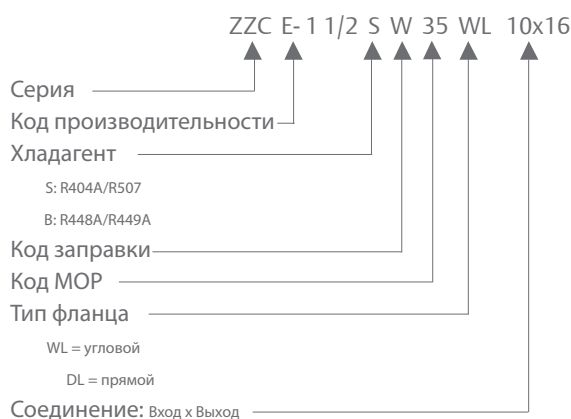 ZZC E- 1 1/2 S W 35 WL 10x16
Серия
Код производительности
Хладагент
S: R404A/R507
B: R448A/R449A
Код заправки
Код МОР
Тип фланца
WL = угловой
DL = прямой
Соединение: Вход x Выход